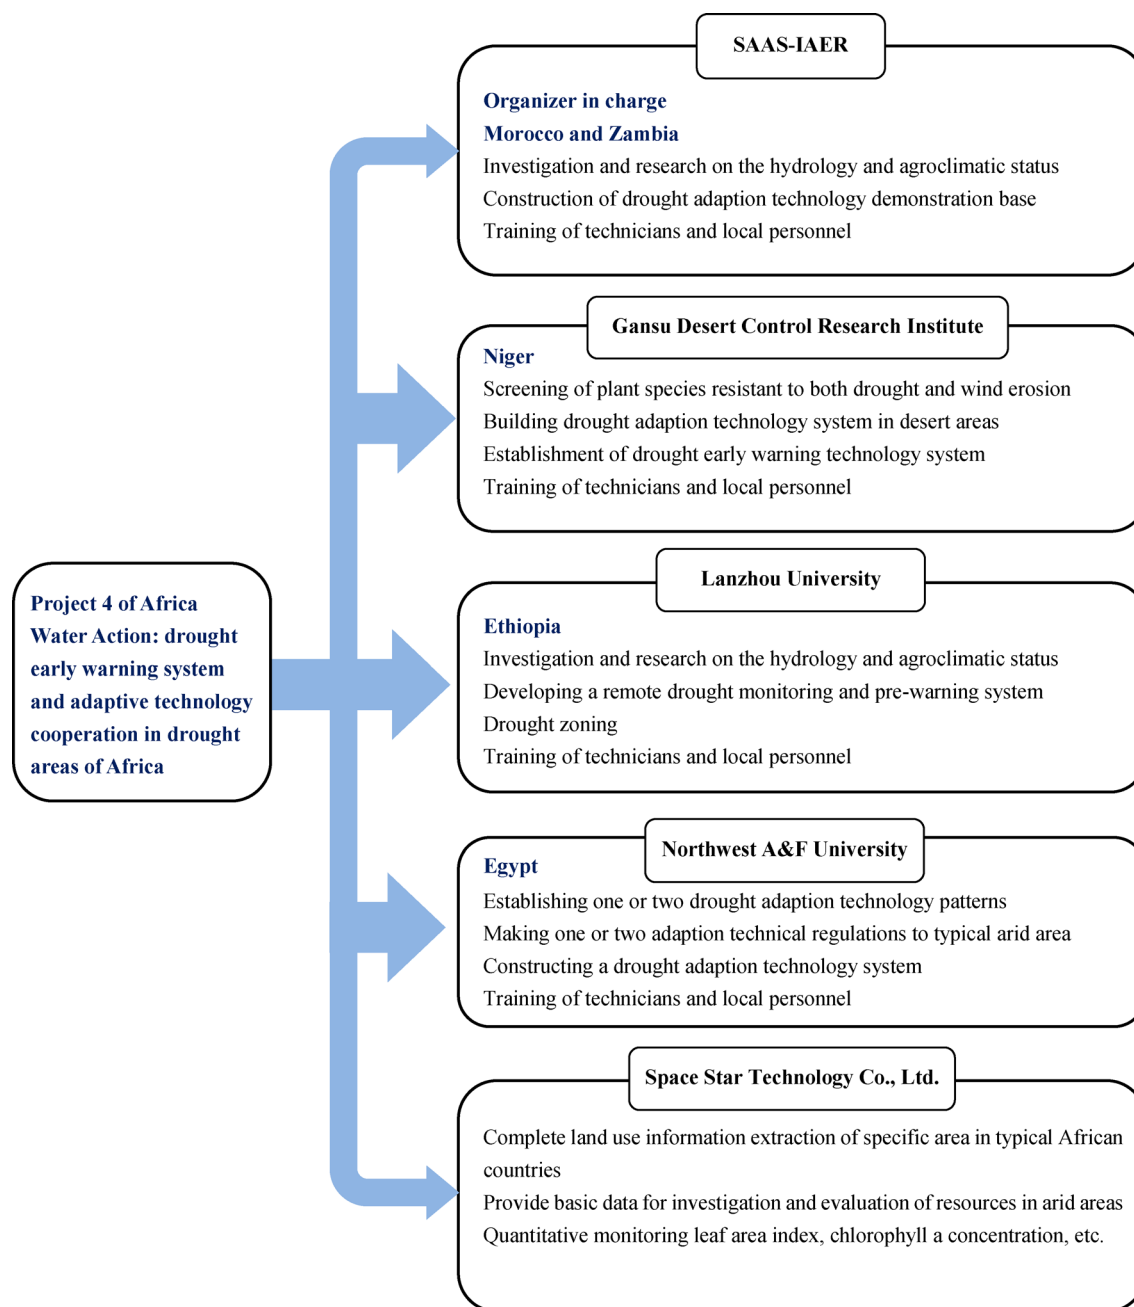 SAAS-IAER
Organizer in charge
Morocco and Zambia
Investigation and research on the hydrology and agroclimatic status
Construction of drought adaption technology demonstration base
Training of technicians and local personnel
Gansu Desert Control Research Institute
Niger
Screening of plant species resistant to both drought and wind erosion
Building drought adaption technology system in desert areas
Establishment of drought early warning technology system
Training of technicians and local personnel
Project 4 of Africa
Water Action: drought
early warning system
and adaptive technology
cooperation in drought
areas of Africa
Lanzhou University
Ethiopia
Investigation and research on the hydrology and agroclimatic status
Developing a remote drought monitoring and pre-warning system
Drought zoning
Training of technicians and local personnel
Northwest A&F University
Egypt
Establishing one or two drought adaption technology patterns
Making one or two adaption technical regulations to typical arid area
Constructing a drought adaption technology system
Training of technicians and local personnel
Space Star Technology Co., Ltd.
Complete land use information extraction of specific area in typical African
countries
Provide basic data for investigation and evaluation of resources in arid areas
Quantitative monitoring leaf area index, chlorophyll a concentration, etc.